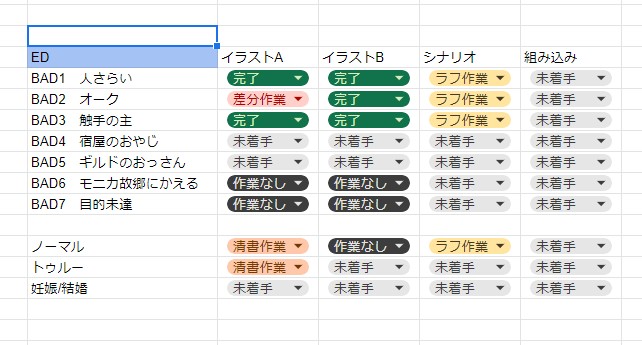 ED イラストA イラストB シナリオ 組み込み
BAD1 人さらい 完了 完了 ラフ作業 未着手
BAD2 オーク 差分作業 完了 ラフ作業 未着手
BAD3 触手の主 完了 完了 ラフ作業 未着手
BAD4 宿屋のおやじ 未着手 未着手 未着手 未着手
BAD5 ギルドのおっさん 未着手 未着手 未着手 未着手
BAD6 モニカ故郷にかえる 作業なし 作業なし 未着手 未着手
BAD7 目的未達 作業なし 作業なし 未着手 未着手
ノーマル 清書作業 作業なし ラフ作業 未着手
トゥルー 清書作業 未着手 未着手 未着手
妊娠/結婚 未着手 未着手 未着手 未着手